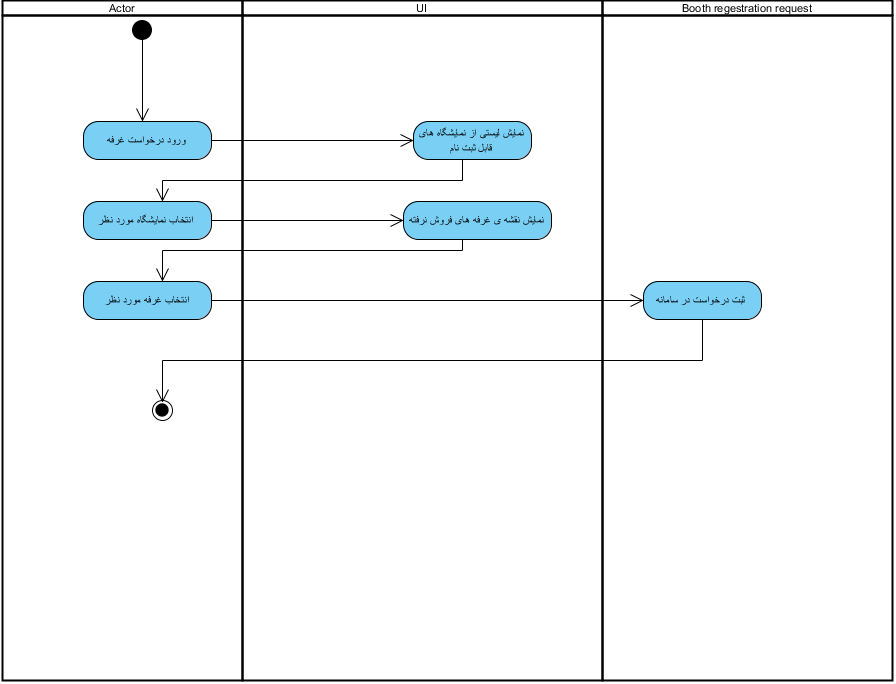 Actor
UI
Booth regestration request
ورود درخواست غرفه
نمایش لیستی از نمایشگاه های
قابل ثبت نام
انتخاب نمایشگاه مورد نظر
نمایش نقشه ی غرفه های فروش نرفته
انتخاب غرفه مورد نظر
ثبت درخواست در سامانه